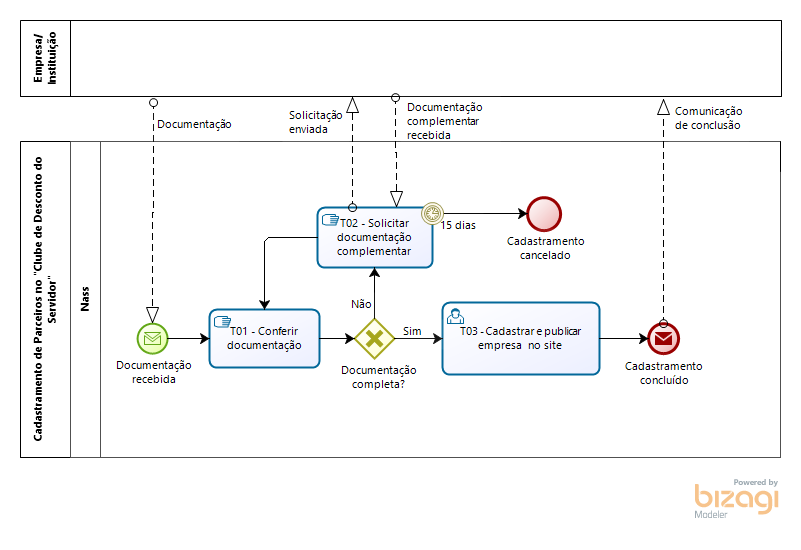 Empresa/
Instituição
Documentação
Solicitação
enviada
Documentação
complementar
recebida
Comunicação
de conclusão
Cadastramento de Parceiros no "Clube de Desconto do
Servidor"
Nass
T02 - Solicitar
documentação
complementar
15 dias
Cadastramento
cancelado
Não
T01 - Conferir
documentação
Sim
T03 - Cadastrar e publicar
empresa no site
Documentação
recebida
Documentação
completa?
Cadastramento
concluído
Powered by
bizagi
Modeler